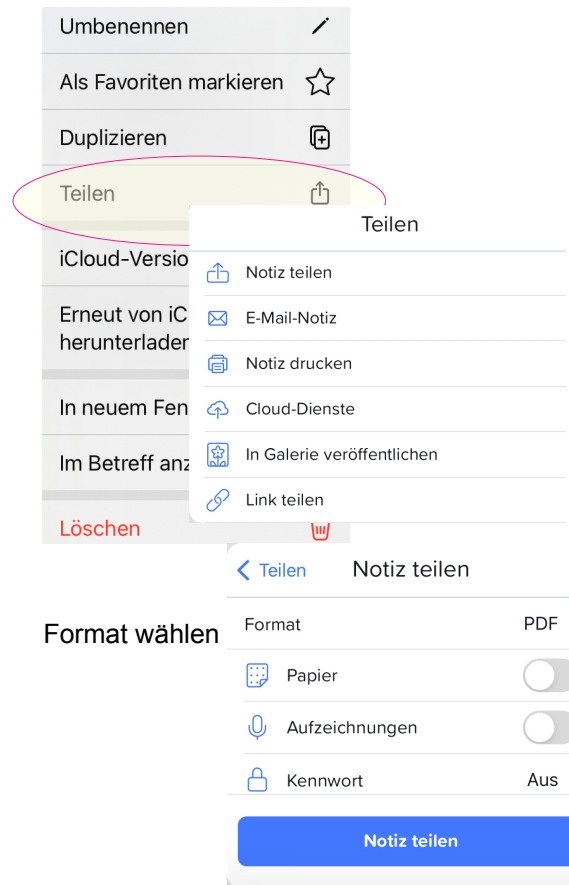 Umbenennen
Als Favoriten markieren
Duplizieren
Teilen
Teilen
iCloud-Versio
Notiz teilen
Erneut von iC
E-Mail-Notiz
herunterlader
Notiz drucken
In neuem Fen
Cloud-Dienste
Im Betreff anz
In Galerie veröffentlichen
Link teilen
Löschen
Teilen Notiz teilen
Format wählen
Format PDF
Papier
Aufzeichnungen
Kennwort Aus
Notiz teilen